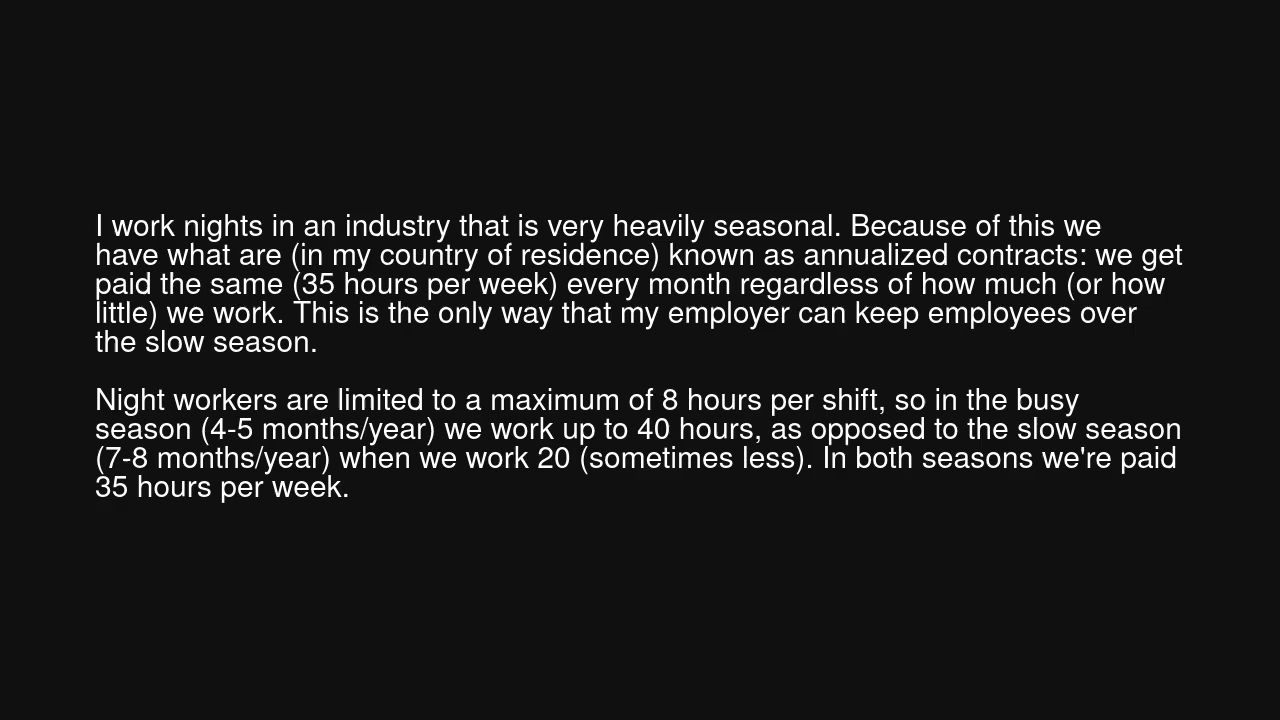 I work nights in an industry that is very heavily seasonal. Because of this we
have what are (in my country of residence) known as annualized contracts: we get
paid the same (35 hours per week) every month regardless of how much (or how
little) we work. This is the only way that my employer can keep employees over
the slow season.
Night workers are limited to a maximum of 8 hours per shift, so in the busy
season (4-5 months/year) we work up to 40 hours, as opposed to the slow season
(7-8 months/year) when we work 20 (sometimes less). In both seasons we're paid
35 hours per week.